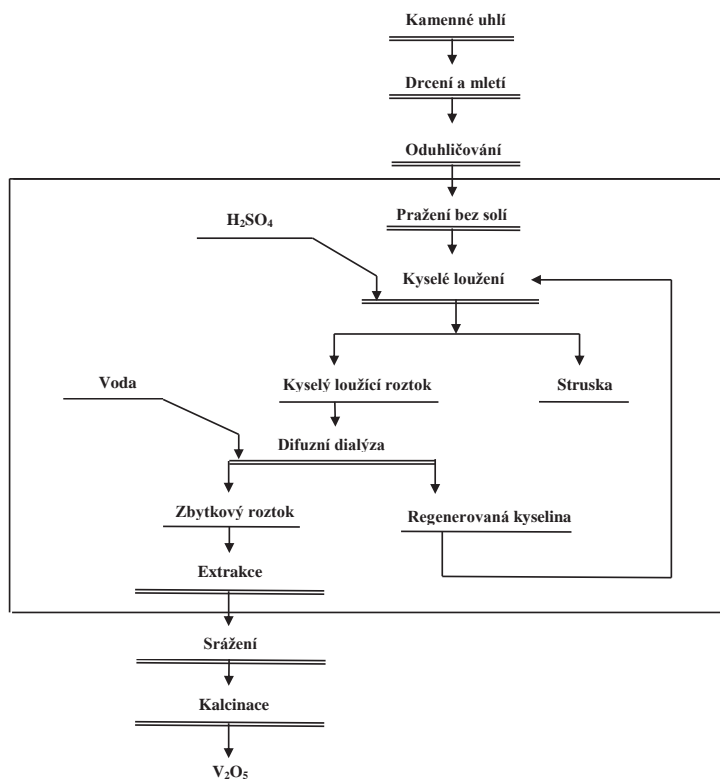 Kamenné uhlí
Drcení a mletí
Oduhličování
Pražení bez solí
H₂SO₄
Kyselé loužení
Voda
Kyselý loužící roztok
Struska
Difuzní dialýza
Zbytkový roztok
Regenerovaná kyselina
Extrakce
Srážení
Kalcinace
V₂O₅